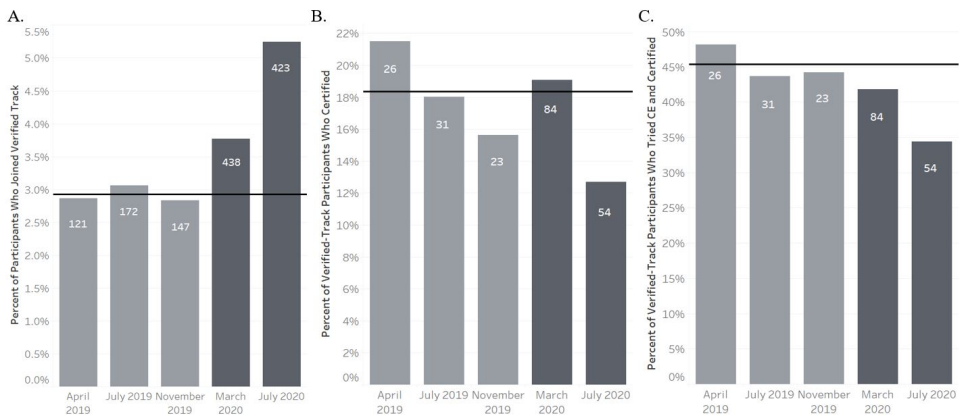 A.
Percent of Participants Who Joined Verified Track
5.5%
5.0%
4.5%
4.0%
3.5%
3.0%
2.5%
2.0%
1.5%
1.0%
0.5%
0.0%
121
172
147
438
423
April
2019
July 2019
November
2019
March
2020
July 2020
B.
Percent of Verified-Track Participants Who Certified
22%
20%
18%
16%
14%
12%
10%
8%
6%
4%
2%
0%
26
31
23
84
54
April
2019
July 2019
November
2019
March
2020
July 2020
C.
Percent of Verified-Track Participants Who Tried CE and Certified
50%
45%
40%
35%
30%
25%
20%
15%
10%
5%
0%
26
31
23
84
54
April
2019
July 2019
November
2019
March
2020
July 2020